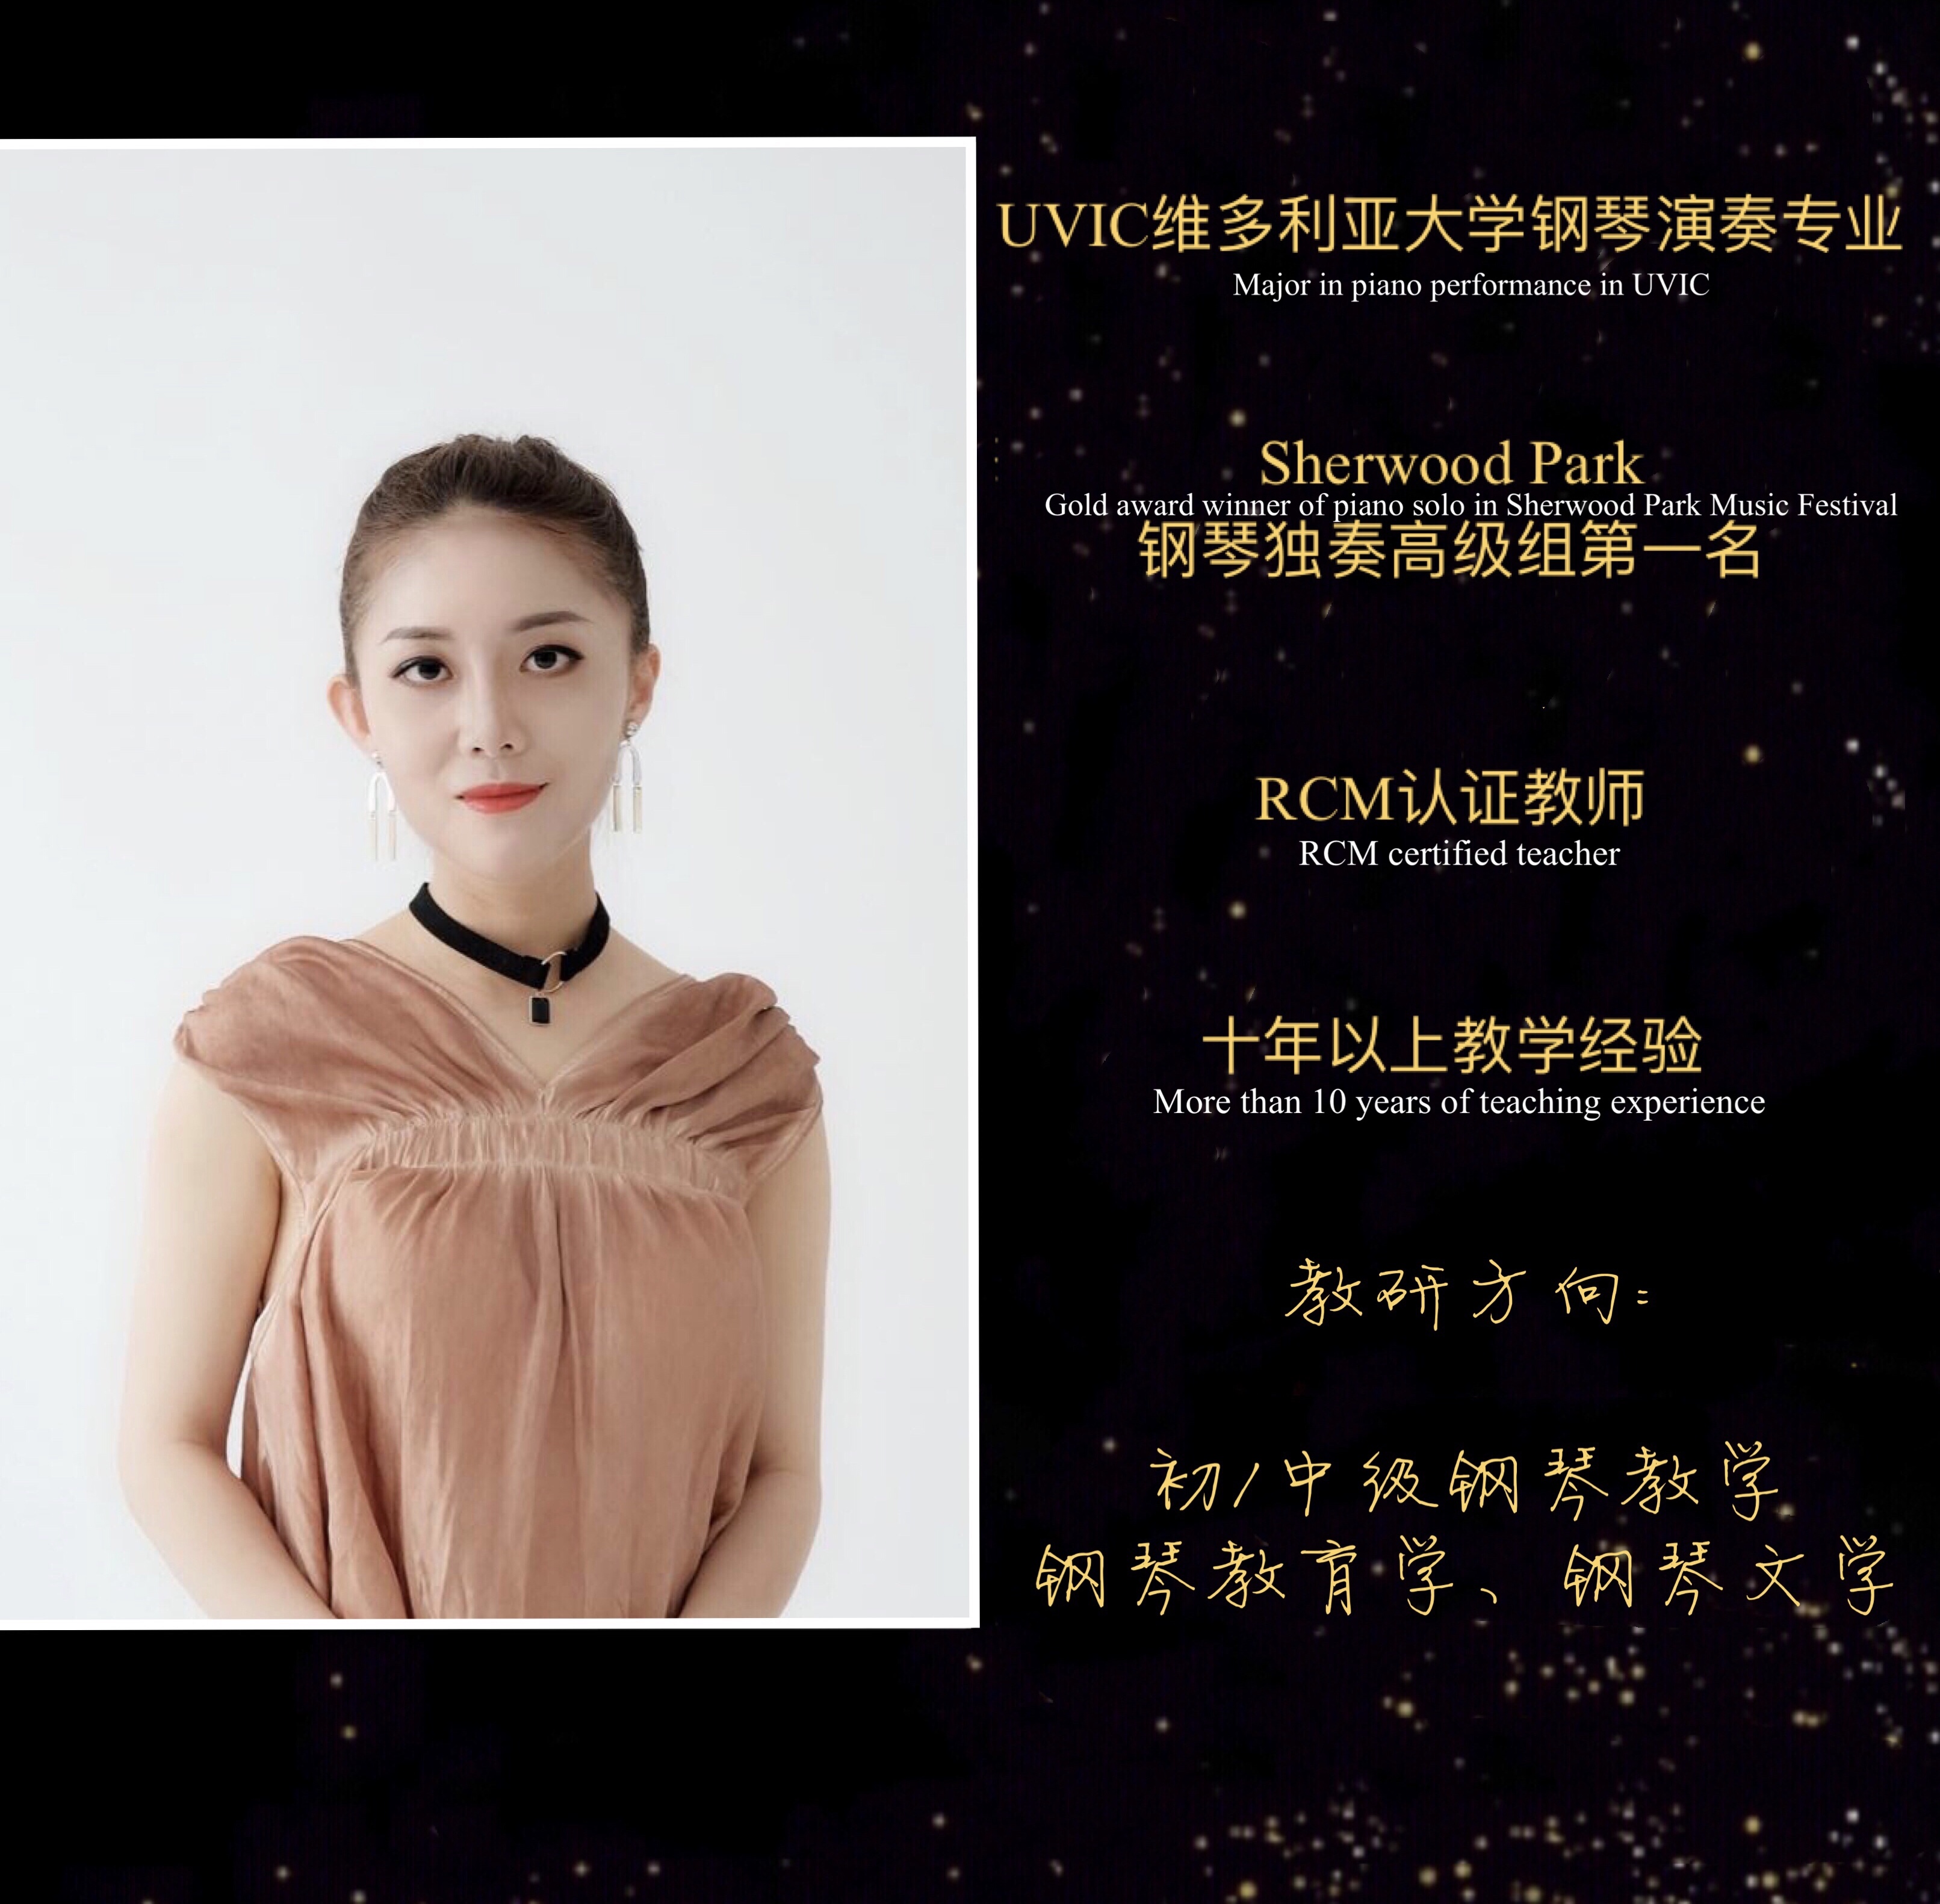 UVIC维多利亚大学钢琴演奏专业
Major in piano performance in UVIC
Sherwood Park
Gold award winner of piano solo in Sherwood Park Music Festival
钢琴独奏高级组第一名
RCM认证教师
RCM certified teacher
十年以上教学经验
More than 10 years of teaching experience
教研方向：
初/中级钢琴教学
钢琴教育学、钢琴文学